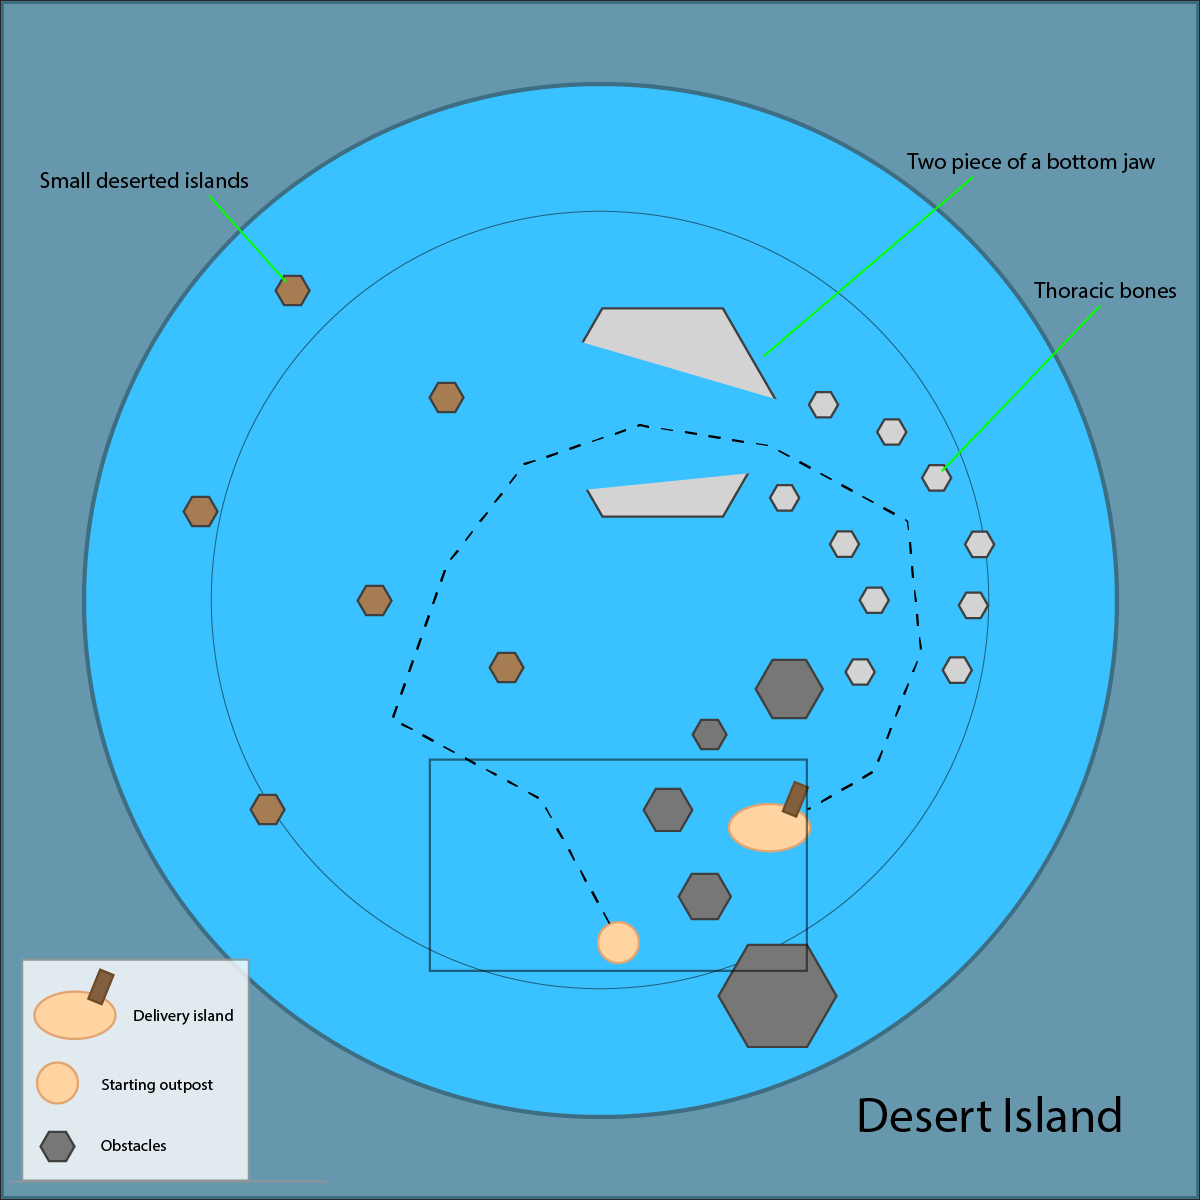 Two piece of a bottom jaw
Small deserted islands
Thoracic bones
Delivery island
Starting outpost
Obstacles
Desert Island